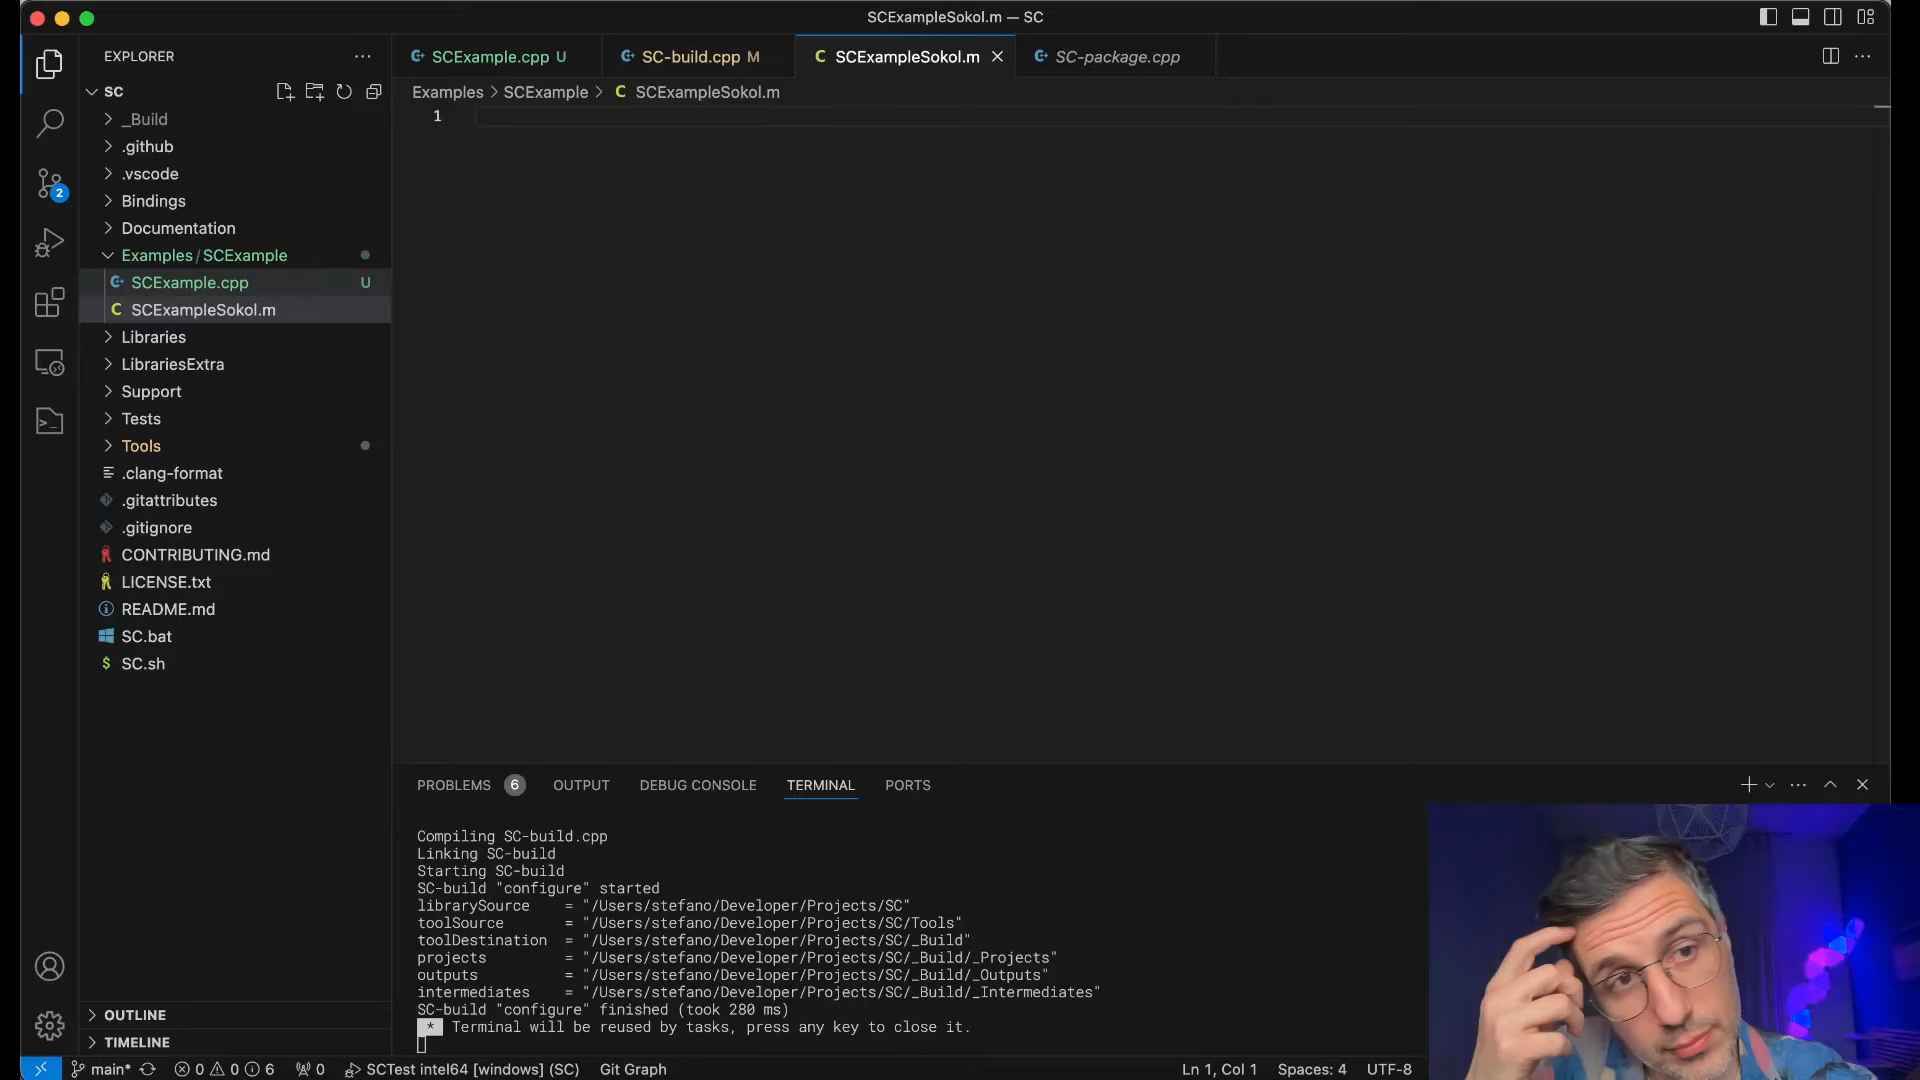 SCExampleSokol.m — SC
EXPLORER
SCExample.cpp U
SC-build.cpp M
SCExampleSokol.m
SC-package.cpp
SC
Examples > SCExample > C SCExampleSokol.m
_Build
1
.github
.vscode
2
Bindings
Documentation
Examples / SCExample
SCExample.cpp U
C SCExampleSokol.m
Libraries
LibrariesExtra
Support
Tests
Tools
.clang-format
.gitattributes
.gitignore
CONTRIBUTING.md
LICENSE.txt
README.md
SC.bat
$ SC.sh
PROBLEMS 6 OUTPUT DEBUG CONSOLE TERMINAL PORTS
Compiling SC-build.cpp
Linking SC-build
Starting SC-build
SC-build "configure" started
librarySource = "/Users/stefano/Developer/Projects/SC"
toolSource = "/Users/stefano/Developer/Projects/SC/Tools"
toolDestination = "/Users/stefano/Developer/Projects/SC/_Build"
projects = "/Users/stefano/Developer/Projects/SC/_Build/_Projects"
outputs = "/Users/stefano/Developer/Projects/SC/_Build/_Outputs"
intermediates = "/Users/stefano/Developer/Projects/SC/_Build/_Intermediates"
SC-build "configure" finished (took 280 ms)
* Terminal will be reused by tasks, press any key to close it.
OUTLINE
TIMELINE
main* 0 0 6 0 SCTest intel64 [windows] (SC) Git Graph Ln 1, Col 1 Spaces: 4 UTF-8